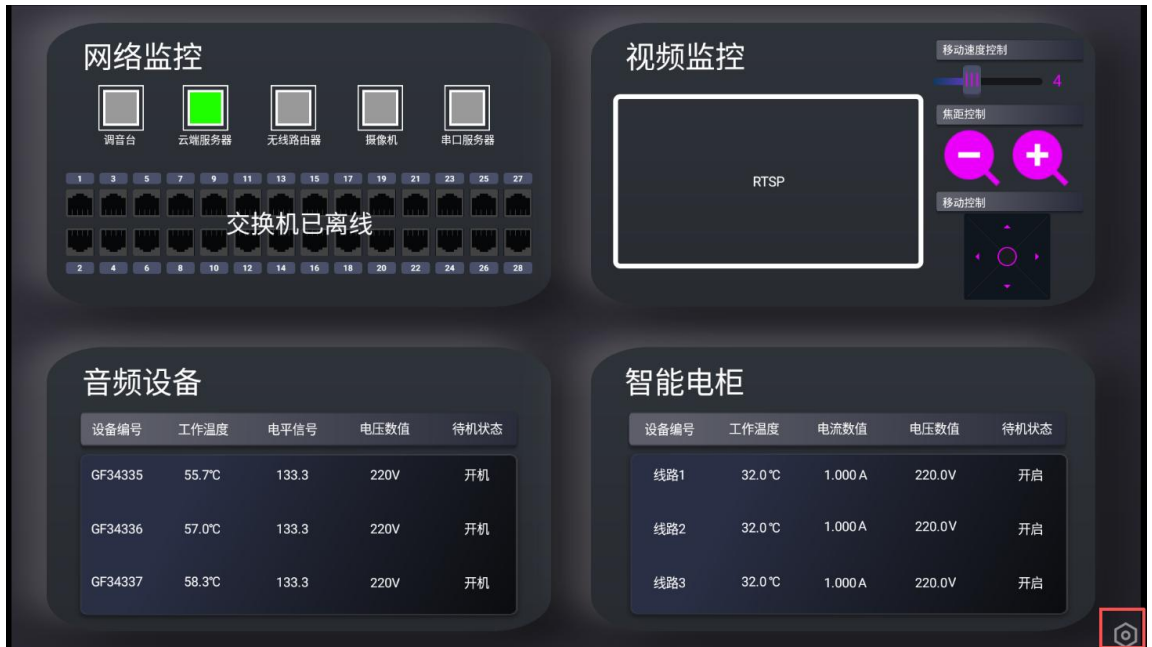 网络监控
调音台 云端服务器 无线路由器 摄像机 串口服务器
1 3 5 7 9 11 13 15 17 19 21 23 25 27
交换机已离线
2 4 6 8 10 12 14 16 18 20 22 24 26 28
视频监控
RTSP
移动速度控制
4
焦距控制
移动控制
音频设备
设备编号 工作温度 电平信号 电压数值 待机状态
GF34335 55.7℃ 133.3 220V 开机
GF34336 57.0℃ 133.3 220V 开机
GF34337 58.3℃ 133.3 220V 开机
智能电柜
设备编号 工作温度 电流数值 电压数值 待机状态
线路1 32.0℃ 1.000A 220.0V 开启
线路2 32.0℃ 1.000A 220.0V 开启
线路3 32.0℃ 1.000A 220.0V 开启